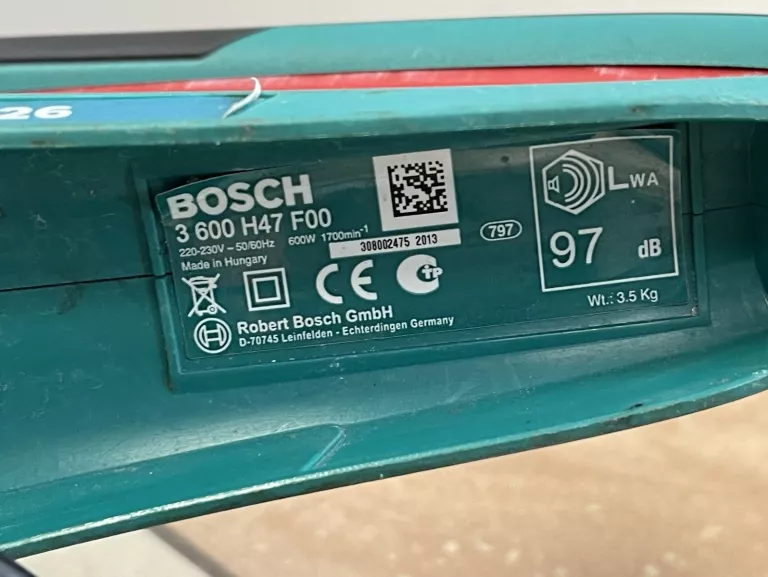 26
BOSCH
3 600 H47 F00
220-230V ~ 50/60Hz 600W 1700min⁻¹
308002475 2013
Made in Hungary
797
LWA
97 dB
CE
Robert Bosch GmbH
D-70745 Leinfelden - Echterdingen Germany
Wt.: 3.5 Kg